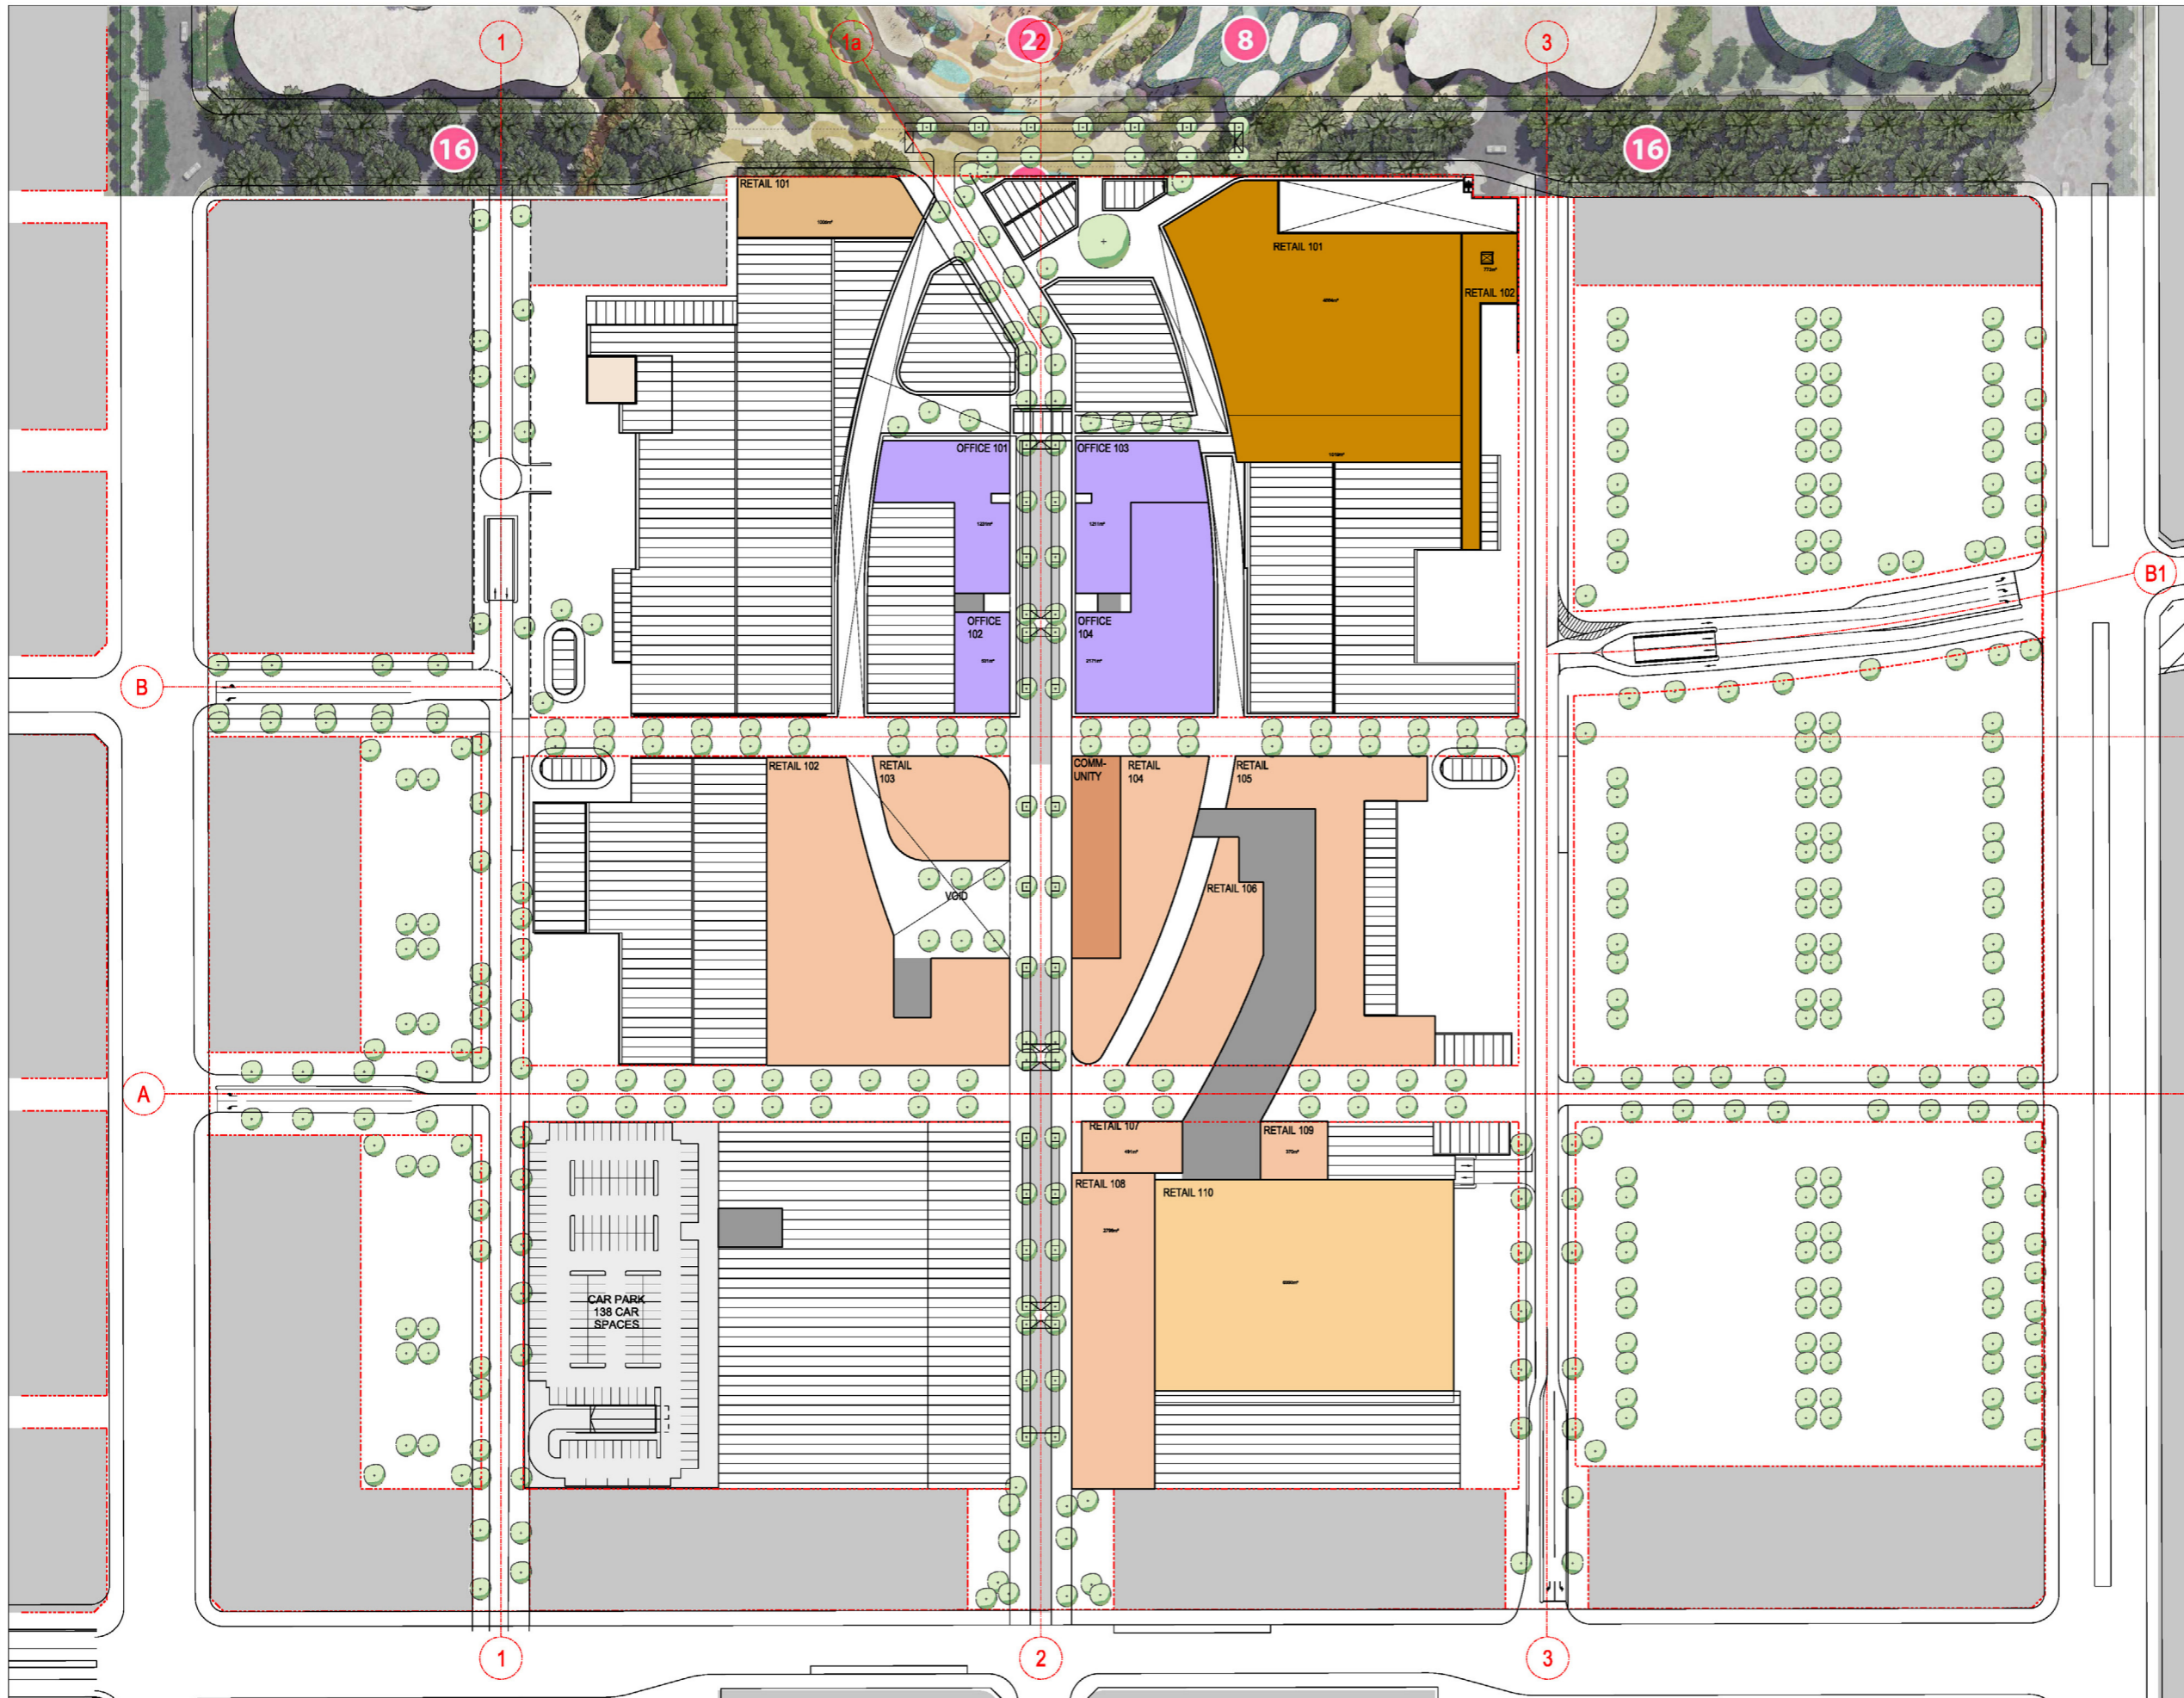 1
1a
2
2
8
3
16
16
RETAIL 101
RETAIL 101
RETAIL 102
OFFICE 101
OFFICE 103
B1
OFFICE
102
OFFICE
104
2171m²
B
RETAIL 102
RETAIL
103
COMM-
UNITY
RETAIL
104
RETAIL
105
RETAIL 106
VOID
A
RETAIL 107
RETAIL 109
RETAIL 108
RETAIL 110
CAR PARK
138 CAR
SPACES
1
2
3